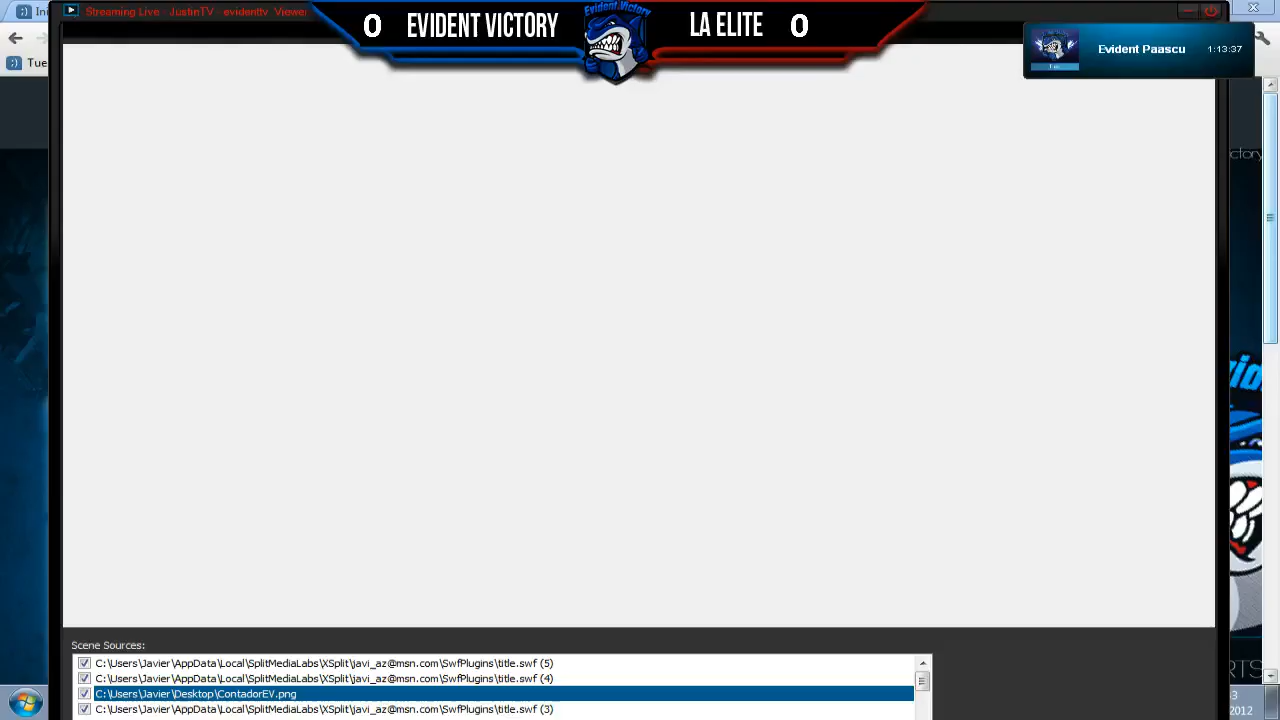 Streaming Live - JustinTV - evidenttv Viewer
0 EVIDENT VICTORY
Evident.Victory
LA ELITE 0
Evident Paascu 1:13:37
Tue
ctory
Scene Sources:
C:\Users\Javier\AppData\Local\SplitMediaLabs\XSplit\javi_az@msn.com\SwfPlugins\title.swf (5)
C:\Users\Javier\AppData\Local\SplitMediaLabs\XSplit\javi_az@msn.com\SwfPlugins\title.swf (4)
C:\Users\Javier\Desktop\ContadorEV.png
C:\Users\Javier\AppData\Local\SplitMediaLabs\XSplit\javi_az@msn.com\SwfPlugins\title.swf (3)
RTS
2012